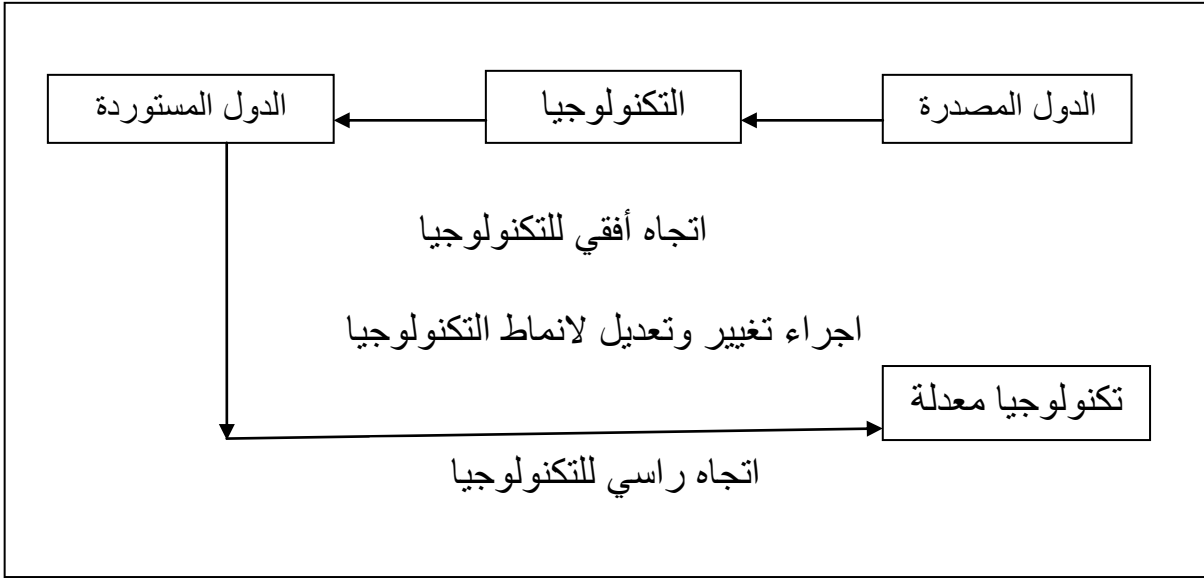 الدول المصدرة
التكنولوجيا
الدول المستوردة
اتجاه أفقي للتكنولوجيا
اجراء تغيير وتعديل لانماط التكنولوجيا
تكنولوجيا معدلة
اتجاه راسي للتكنولوجيا